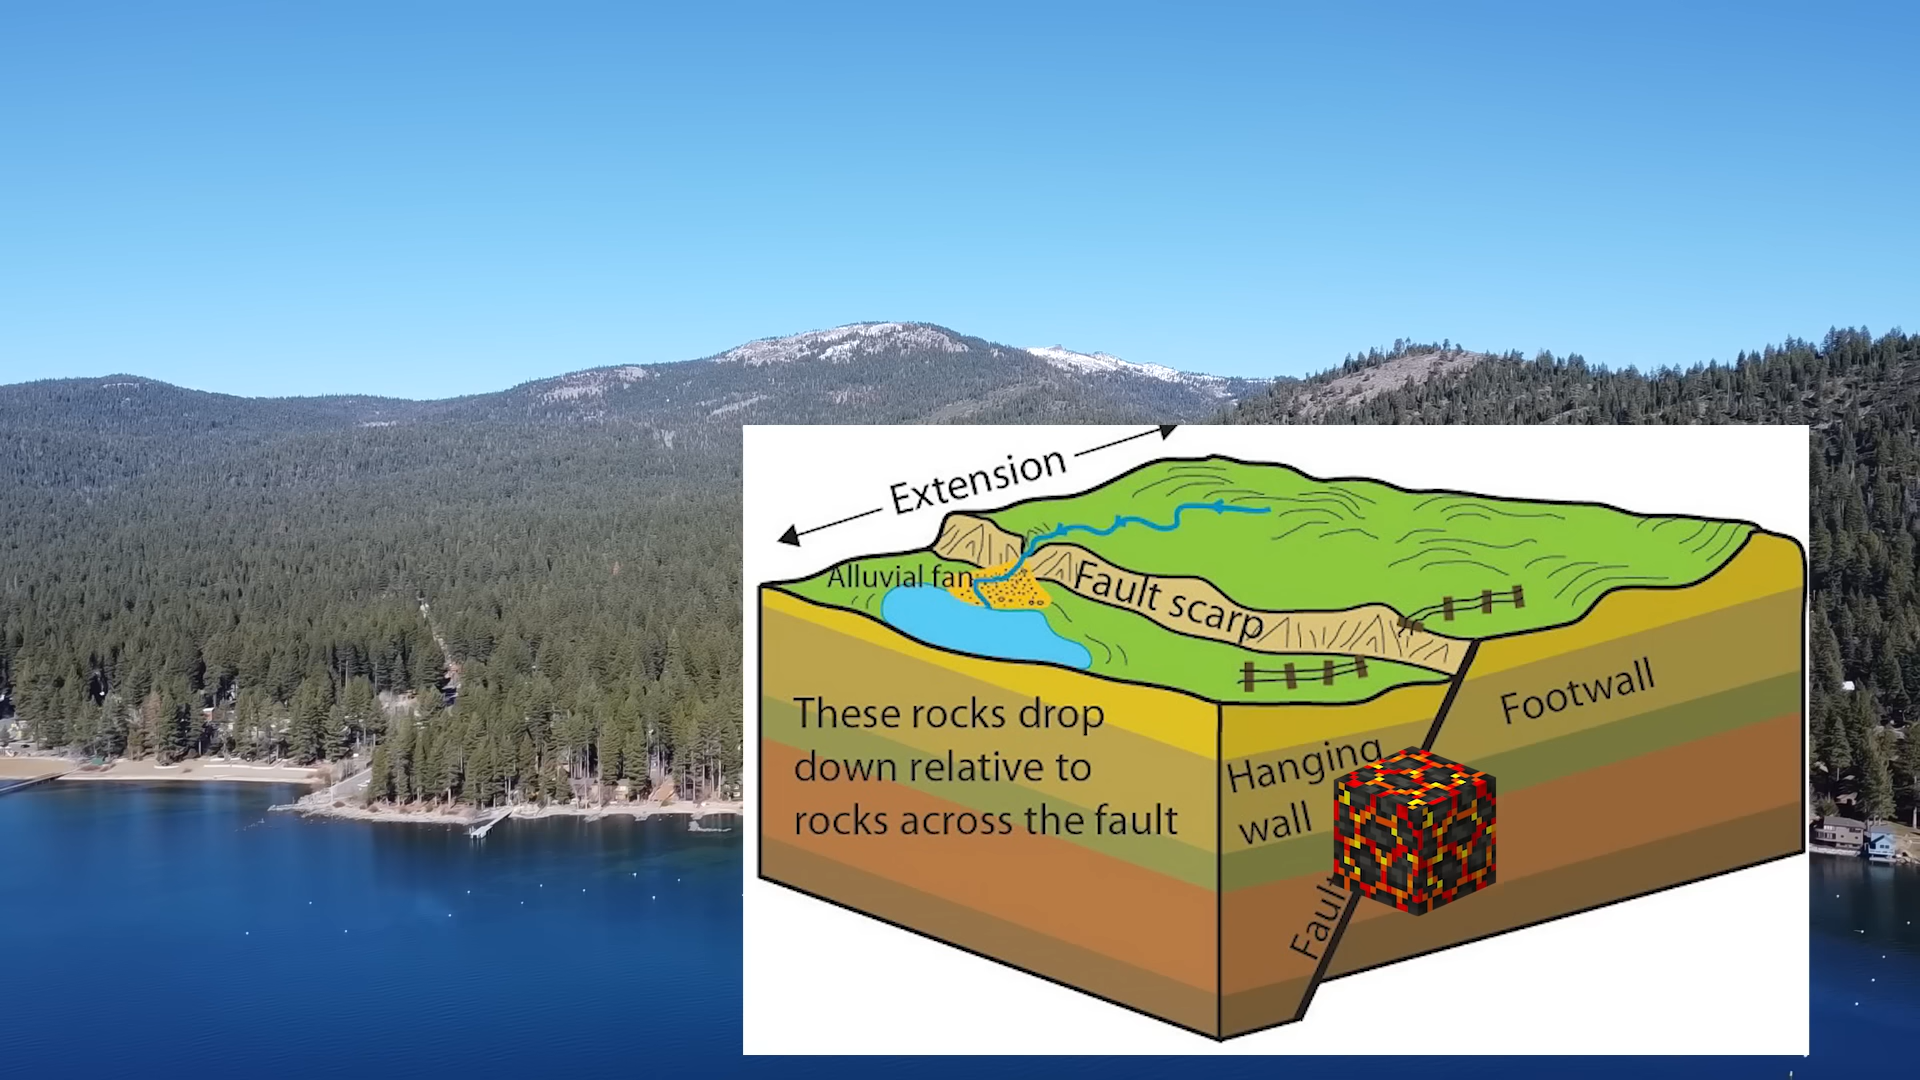 Extension
Alluvial fan
Fault scarp
Footwall
These rocks drop
down relative to
rocks across the fault
Hanging
wall
Fault